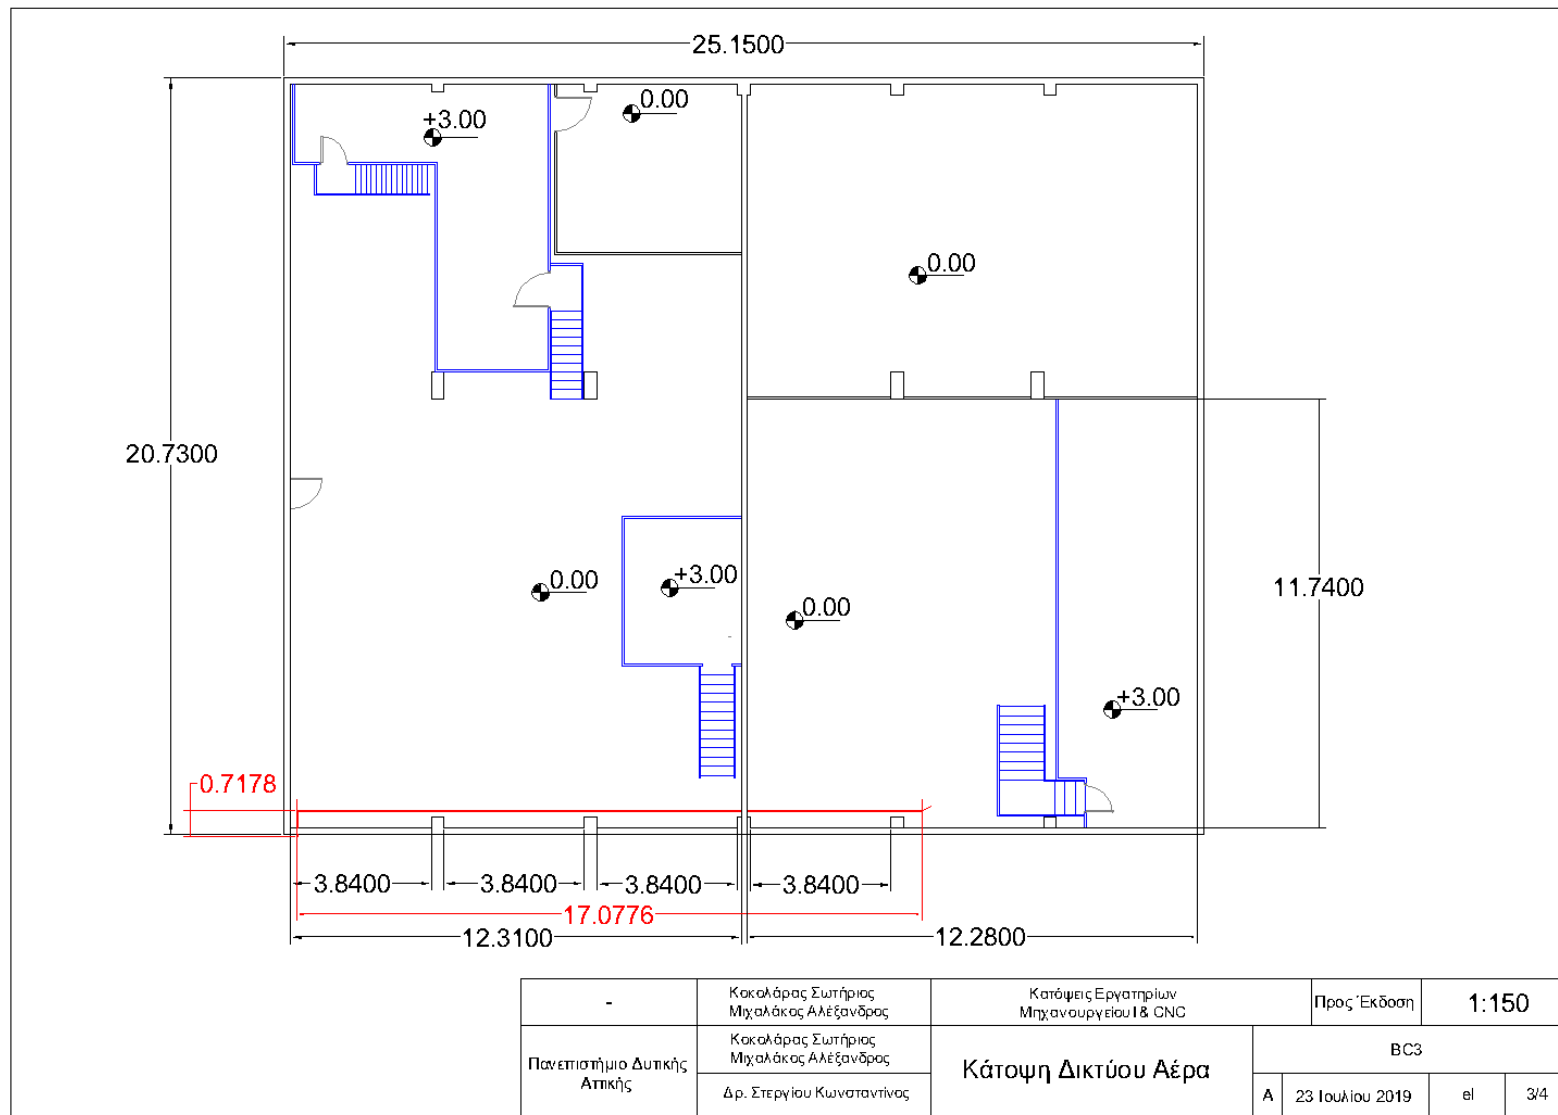 25.1500
0.00
+3.00
0.00
20.7300
0.00
+3.00
0.00
11.7400
+3.00
0.7178
3.8400 3.8400 3.8400 3.8400
17.0776
12.3100 12.2800
-
Κοκολάρας Σωτήριος
Μιχαλάκος Αλέξανδρος
Κατόψεις Εργατηρίων
Μηχανουργείου Ι & CNC
Προς Έκδοση
1:150
Πανεπιστήμιο Δυτικής
Αττικής
Κοκολάρας Σωτήριος
Μιχαλάκος Αλέξανδρος
Δρ. Στεργίου Κωνσταντίνος
Κάτοψη Δικτύου Αέρα
BC3
A 23 Ιουλίου 2019 el 3/4